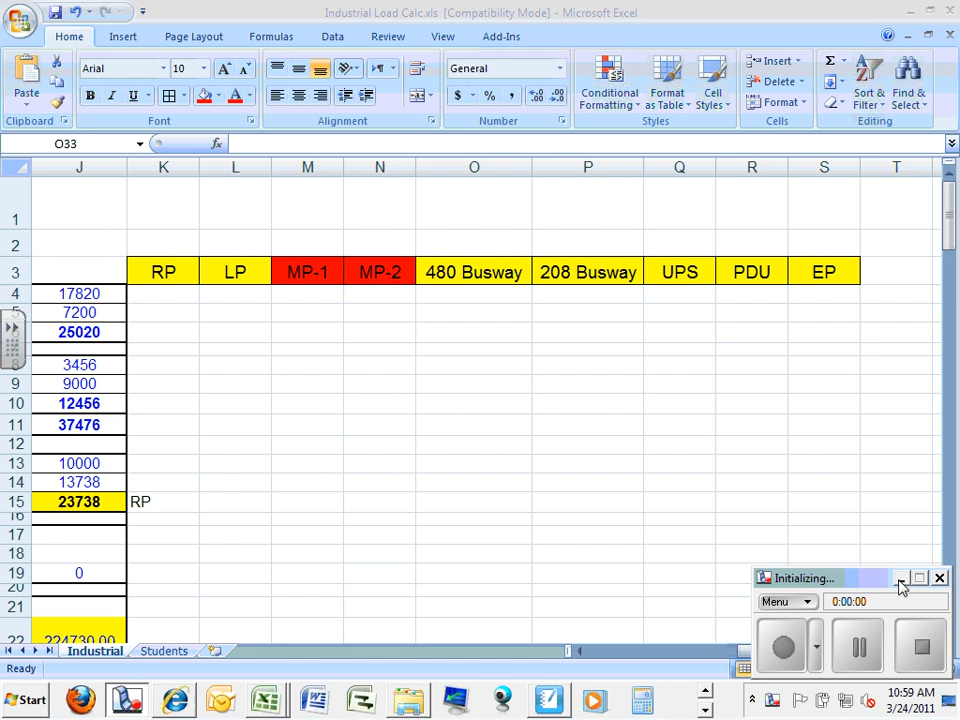 Industrial Load Calc.xls [Compatibility Mode] - Microsoft Excel
Home Insert Page Layout Formulas Data Review View Add-Ins
Arial 10 General
Paste
B I U $ % ,
Conditional Formatting Format as Table Cell Styles
Insert
Delete
Format
Sort & Filter Find & Select
Clipboard Font Alignment Number Styles Cells Editing
O33 fx
J K L M N O P Q R S T
1
2
3 RP LP MP-1 MP-2 480 Busway 208 Busway UPS PDU EP
4 17820
5 7200
25020
8 3456
9 9000
10 12456
11 37476
12
13 10000
14 13738
15 23738 RP
16
17
18
19 0
20
21
22 224730.00
Initializing...
Menu 0:00:00
Industrial Students
Ready
Start 10:59 AM
3/24/2011